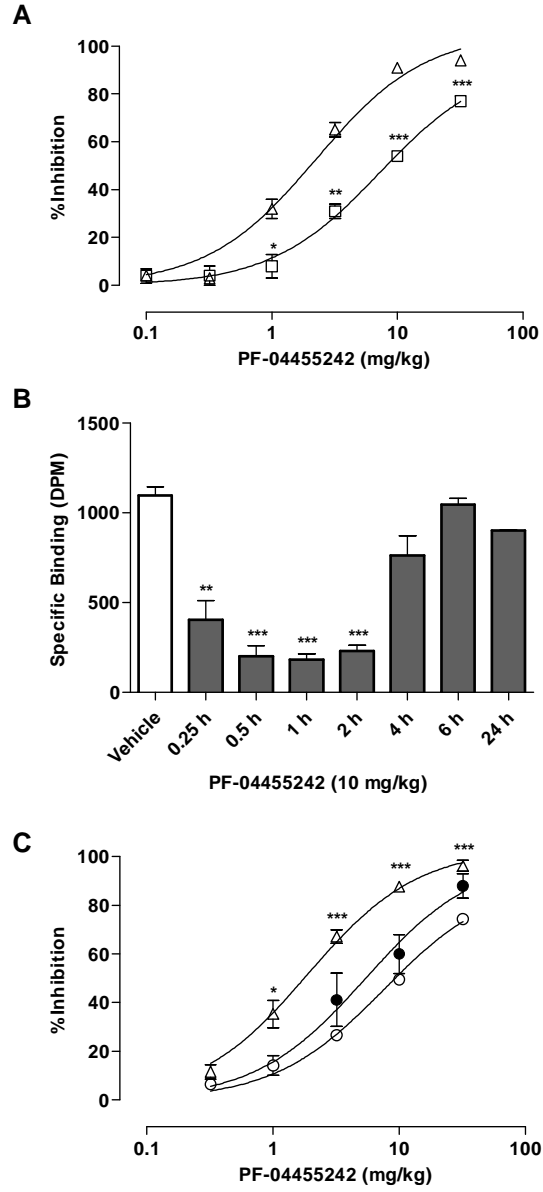 A
100
80
60
40
20
0
%Inhibition
***
***
**
*
0.1 1 10 100
PF-04455242 (mg/kg)
B
1500
1000
500
0
Specific Binding (DPM)
**
***
***
***
Vehicle 0.25 h 0.5 h 1 h 2 h 4 h 6 h 24 h
PF-04455242 (10 mg/kg)
C
100
80
60
40
20
0
%Inhibition
***
***
***
*
0.1 1 10 100
PF-04455242 (mg/kg)